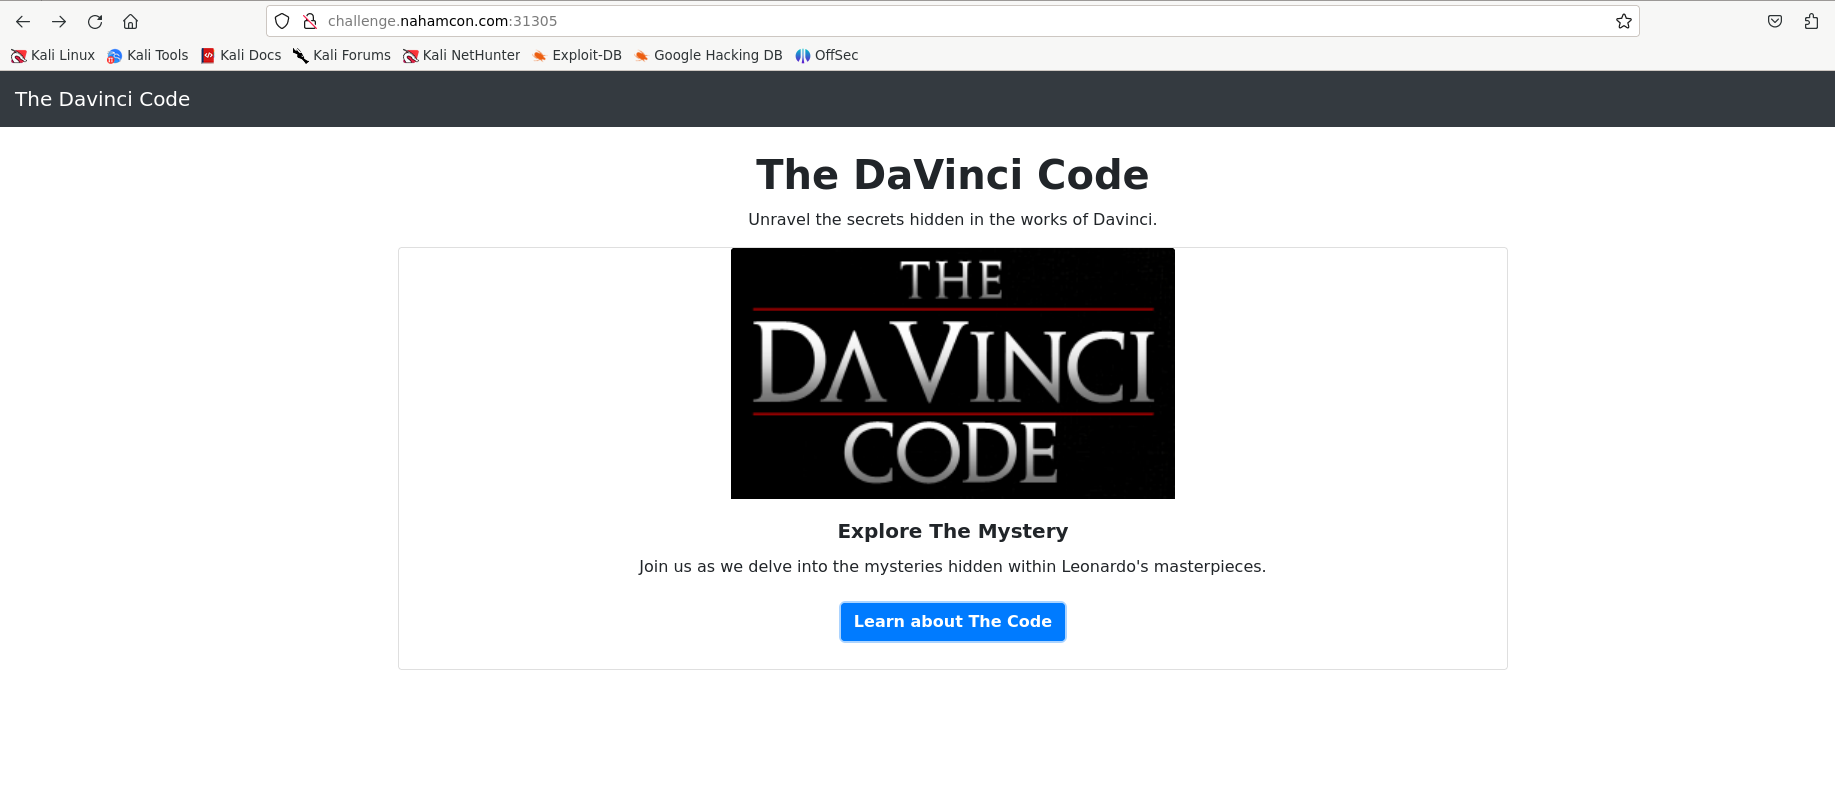 challenge.nahamcon.com:31305
Kali Linux Kali Tools Kali Docs Kali Forums Kali NetHunter Exploit-DB Google Hacking DB OffSec
The Davinci Code
The DaVinci Code
Unravel the secrets hidden in the works of Davinci.
THE
DAVINCI
CODE
Explore The Mystery
Join us as we delve into the mysteries hidden within Leonardo's masterpieces.
Learn about The Code